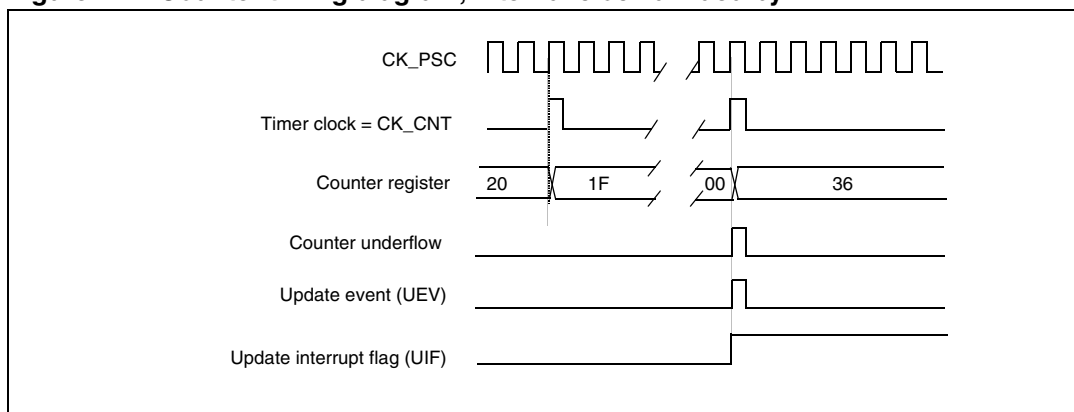 CK_PSC
Timer clock = CK_CNT
Counter register 20 1F 00 36
Counter underflow
Update event (UEV)
Update interrupt flag (UIF)